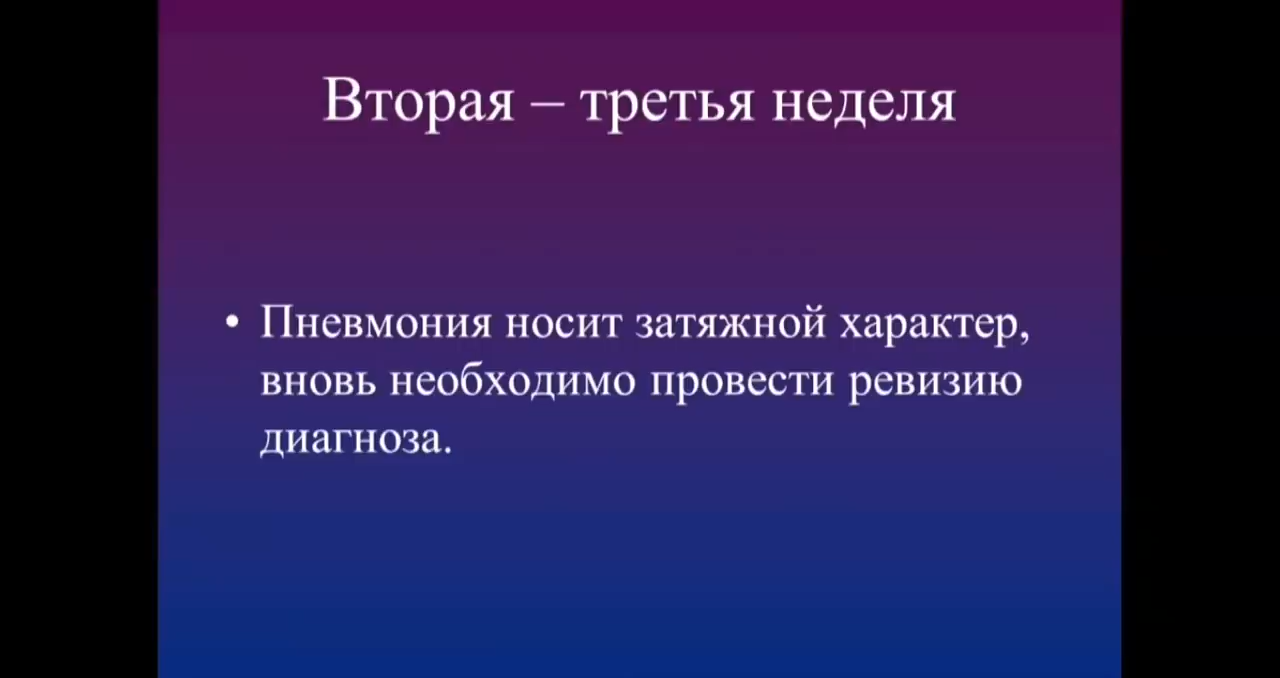 Вторая – третья неделя
• Пневмония носит затяжной характер,
вновь необходимо провести ревизию
диагноза.